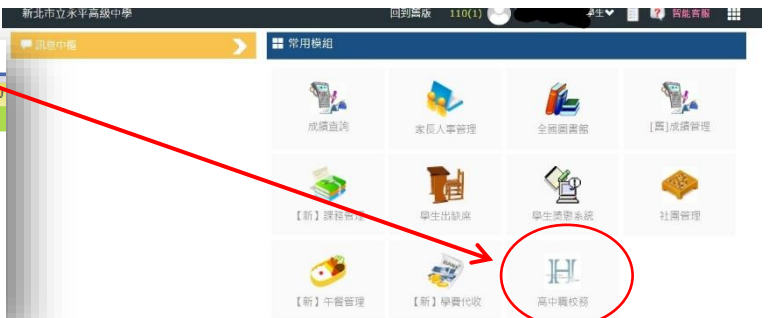 新北市立永平高級中學
回到舊版 110(1) 學生 智能客服
訊息中樞
常用模組
成績查詢 家長人事管理 全國圖書館 [舊]成績管理
【新】課務管理 學生出缺席 學生獎懲系統 社團管理
【新】午餐管理 【新】學費代收 高中職校務